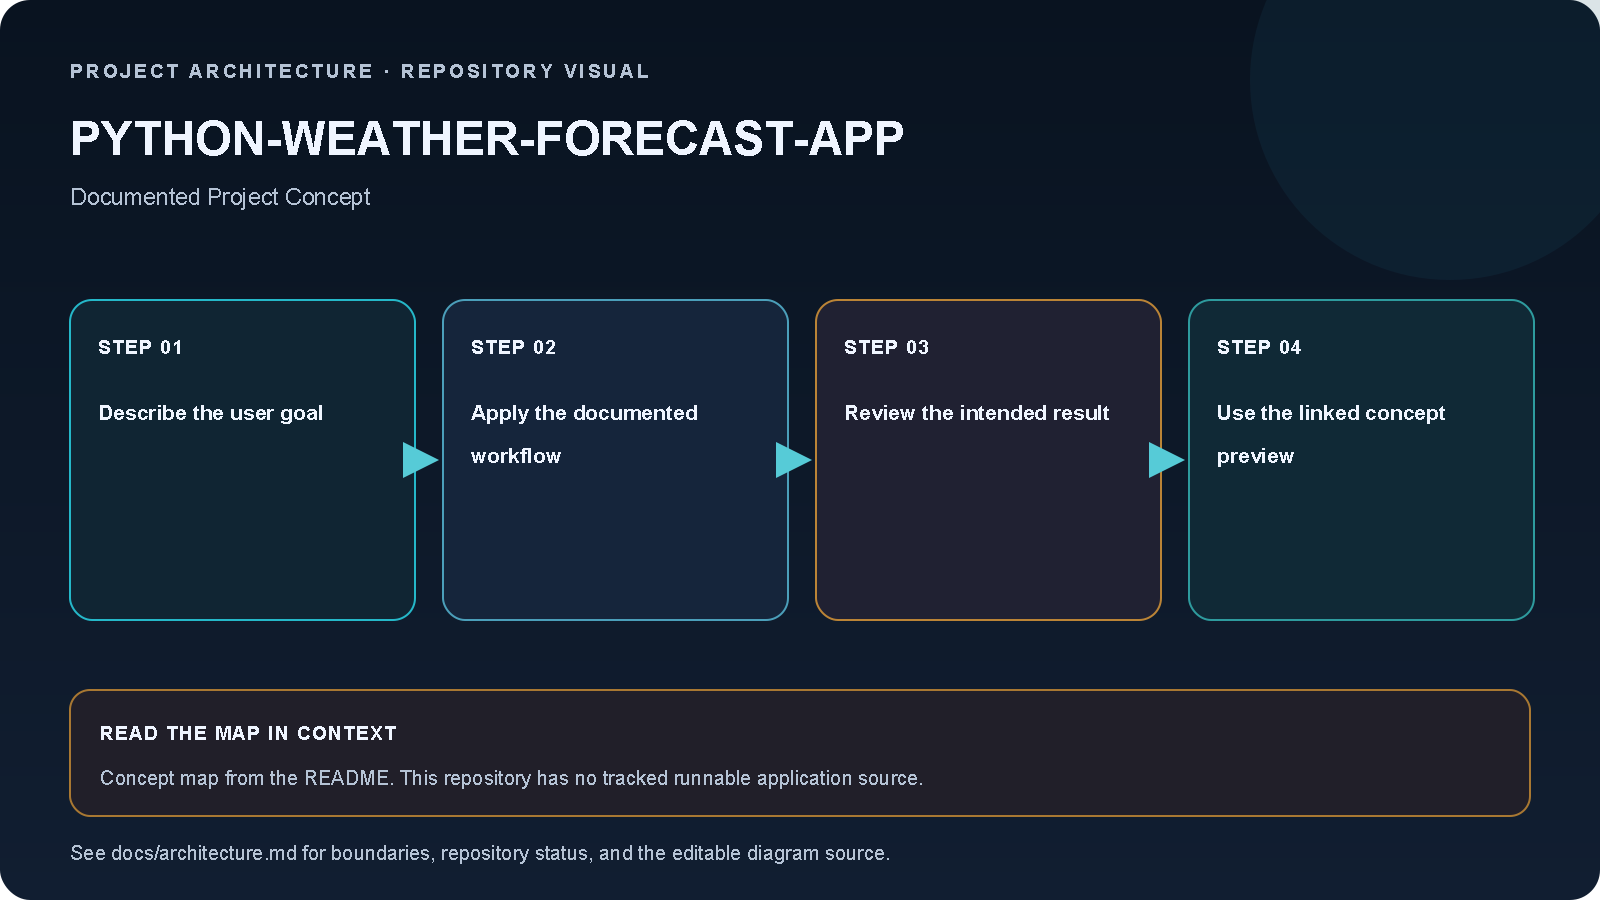 PROJECT ARCHITECTURE · REPOSITORY VISUAL
PYTHON-WEATHER-FORECAST-APP
Documented Project Concept
STEP 01
Describe the user goal
STEP 02
Apply the documented
workflow
STEP 03
Review the intended result
STEP 04
Use the linked concept
preview
READ THE MAP IN CONTEXT
Concept map from the README. This repository has no tracked runnable application source.
See docs/architecture.md for boundaries, repository status, and the editable diagram source.